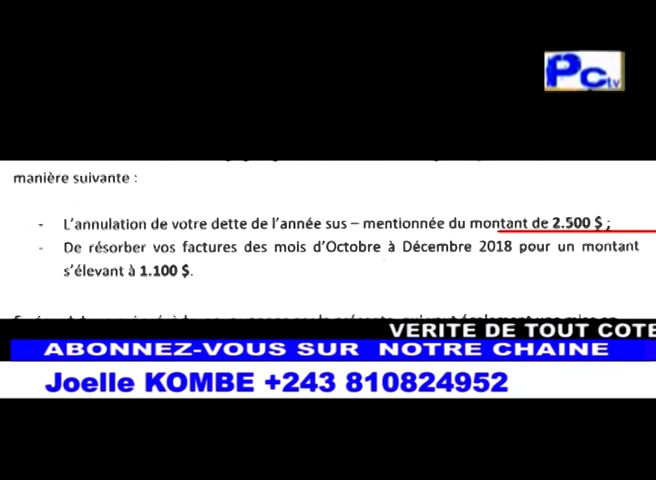 PC tv
manière suivante :
- L'annulation de votre dette de l'année sus – mentionnée du montant de 2.500 $ ;
- De résorber vos factures des mois d'Octobre à Décembre 2018 pour un montant
s'élevant à 1.100 $.
VERITE DE TOUT COTE
ABONNEZ-VOUS SUR NOTRE CHAINE
Joelle KOMBE +243 810824952